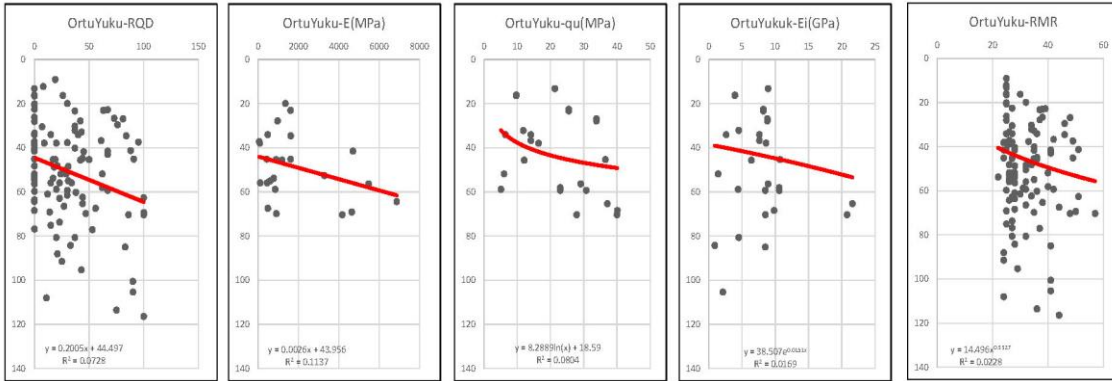 OrtuYuku-RQD
0 50 100 150
0
20
40
60
80
100
120
140
y = 0.2005x + 44.497
R² = 0.0728
OrtuYuku-E(MPa)
0 2000 4000 6000 8000
0
20
40
60
80
100
120
140
y = 0.0026x + 43.956
R² = 0.1137
OrtuYuku-qu(MPa)
0 10 20 30 40 50
0
20
40
60
80
100
120
140
y = 8.2889ln(x) + 18.59
R² = 0.0804
OrtuYukuk-Ei(GPa)
0 5 10 15 20 25
0
20
40
60
80
100
120
140
R² = 0.0169
OrtuYuku-RMR
0 20 40 60
0
20
40
60
80
100
120
140
R² = 0.0228